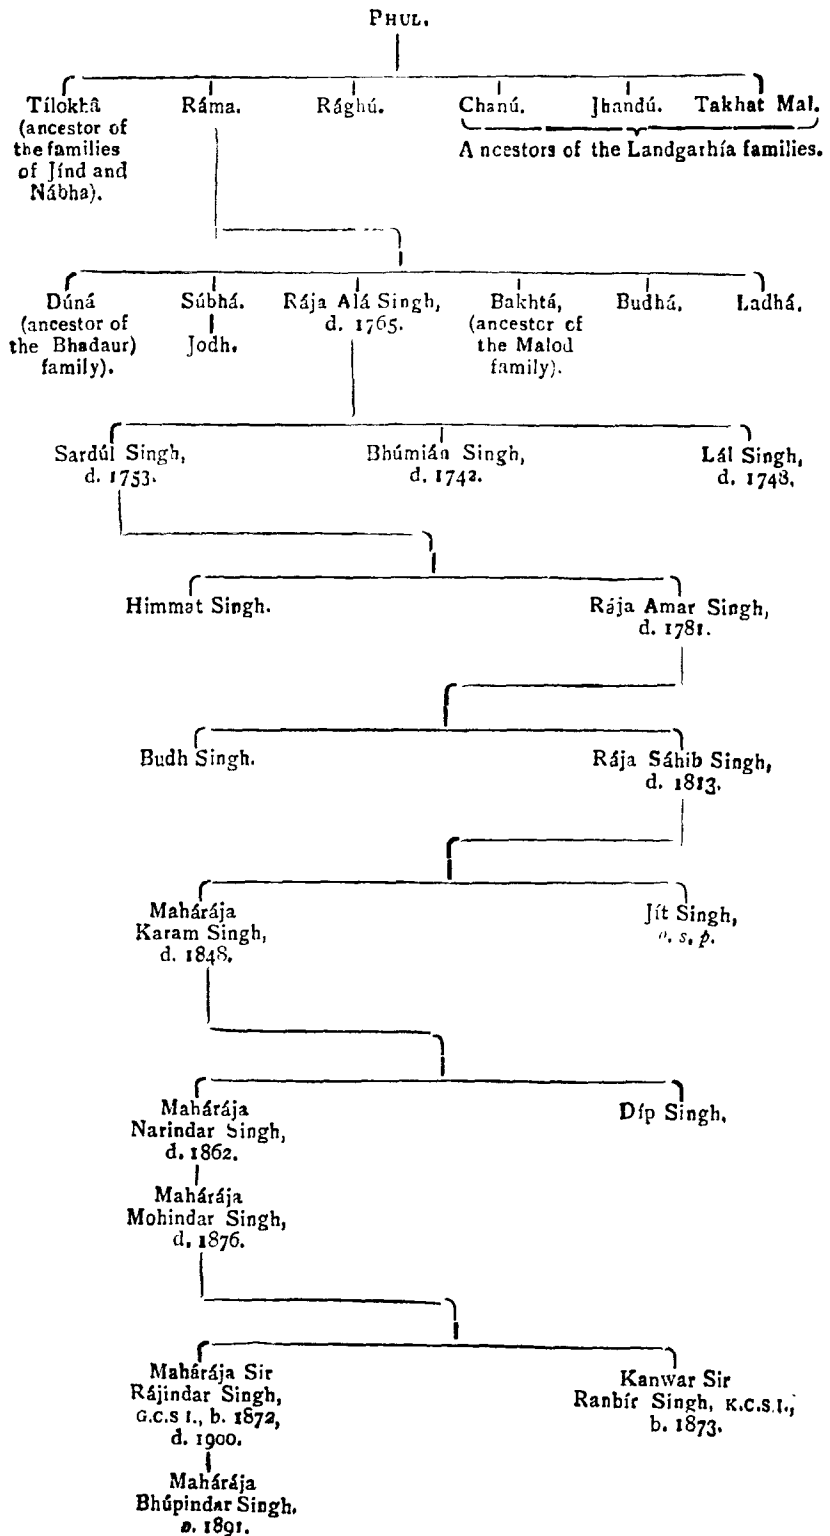 PHUL.
Tílokhâ
(ancestor of
the families
of Jínd and
Nábha).
Ráma.
Rághú.
Chanú.
Jhandú.
Takhat Mal.
Ancestors of the Landgarhía families.
Dúná
(ancestor of
the Bhadaur)
family).
Súbhá.
Jodh.
Rája Alá Singh,
d. 1765.
Bakhtá,
(ancestor of
the Malod
family).
Budhá.
Ladhá.
Sardúl Singh,
d. 1753.
Bhúmián Singh,
d. 1742.
Lál Singh,
d. 1748.
Himmat Singh.
Rája Amar Singh,
d. 1781.
Budh Singh.
Rája Sáhib Singh,
d. 1813.
Mahárája
Karam Singh,
d. 1848.
Jít Singh,
s. p.
Mahárája
Narindar Singh,
d. 1862.
Díp Singh,
Mahárája
Mohindar Singh,
d. 1876.
Mahárája Sir
Rájindar Singh,
G.C.S I., b. 1872,
d. 1900.
Kanwar Sir
Ranbír Singh, K.C.S.I.,
b. 1873.
Mahárája
Bhúpindar Singh.
1891.